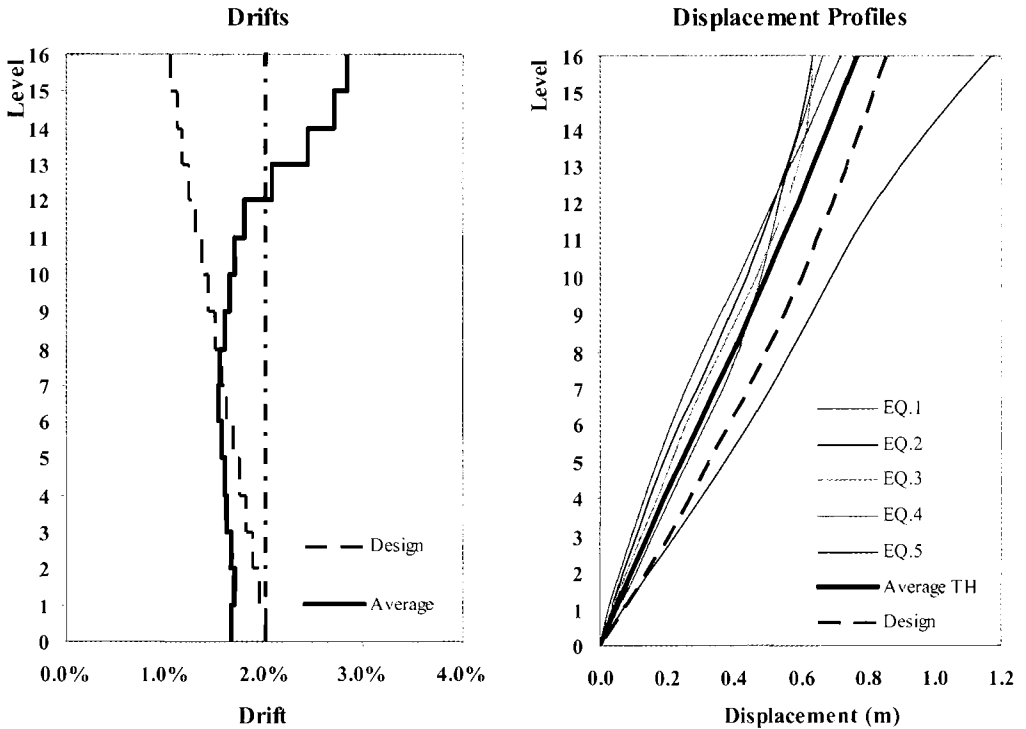 Drifts
Level
16
15
14
13
12
11
10
9
8
7
6
5
4
3
2
1
0
Design
Average
0.0% 1.0% 2.0% 3.0% 4.0%
Drift
Displacement Profiles
Level
16
15
14
13
12
11
10
9
8
7
6
5
4
3
2
1
0
EQ.1
EQ.2
EQ.3
EQ.4
EQ.5
Average TH
Design
0.0 0.2 0.4 0.6 0.8 1.0 1.2
Displacement (m)